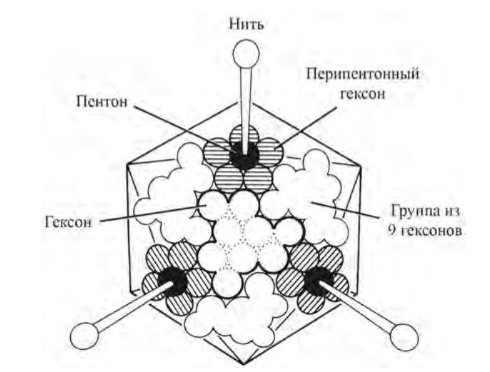 Нить
Перипентонный
гексон
Пентон
Гексон
Группа из
9 гексонов